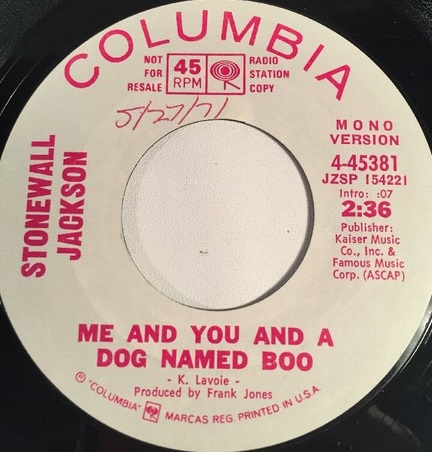 COLUMBIA
NOT
FOR
RESALE
45
RPM
RADIO
STATION
COPY
5/27/71
MONO
VERSION
4-45381
JZSP 154221
Intro: :07
2:36
Publisher:
Kaiser Music
Co., Inc. &
Famous Music
Corp. (ASCAP)
STONEWALL
JACKSON
ME AND YOU AND A
DOG NAMED BOO
- K. Lavoie -
Produced by Frank Jones
℗ "COLUMBIA" MARCAS REG. PRINTED IN U.S.A.